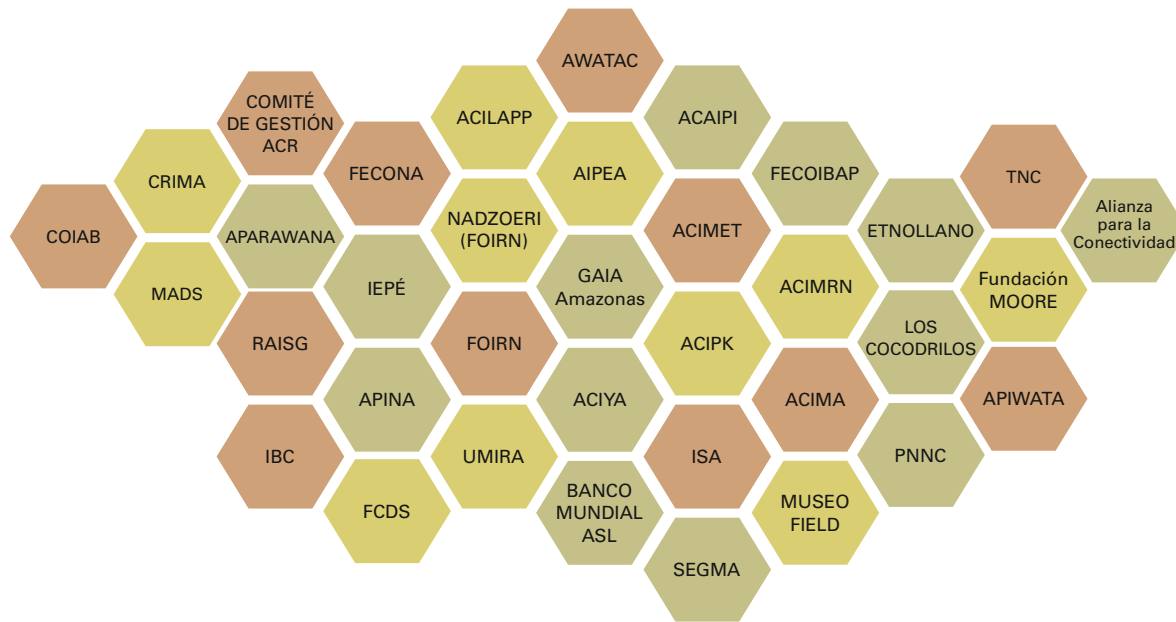 AWATAC
COMITÉ
DE GESTIÓN
ACR
ACILAPP
ACAIPI
CRIMA
FECONA
AIPEA
FECOIBAP
TNC
COIAB
APARAWANA
NADZOERI
(FOIRN)
ACIMET
ETNOLLANO
Alianza
para la
Conectividad
MADS
IEPÉ
GAIA
Amazonas
ACIMRN
Fundación
MOORE
RAISG
FOIRN
ACIPK
LOS
COCODRILOS
APINA
ACIYA
ACIMA
APIWATA
IBC
UMIRA
ISA
PNNC
FCDS
BANCO
MUNDIAL
ASL
MUSEO
FIELD
SEGMA